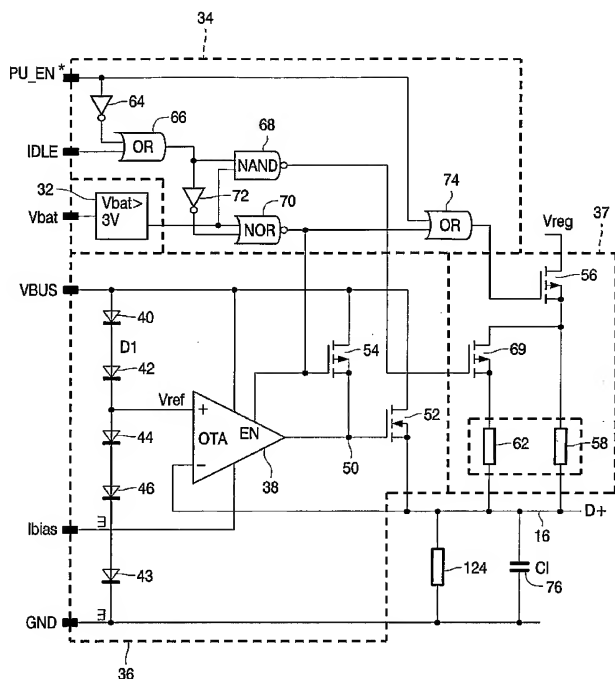 34
PU_EN*
64
66
OR
IDLE
68
NAND
32
Vbat
Vbat>
3V
72
70
NOR
74
OR
Vreg
37
VBUS
56
40
D1
54
69
42
52
Vref
+
OTA
EN
−
44
38
50
62
58
46
Ibias
D+
16
43
124
CI
76
GND
36